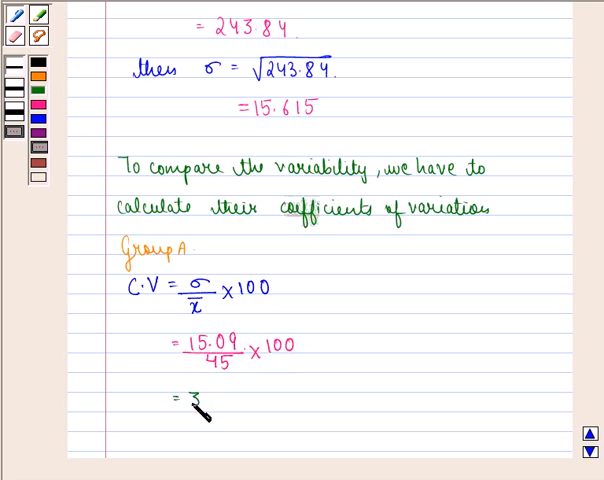 = 243.84.
then σ = √243.84.
= 15.615
To compare the variability, we have to
calculate their coefficients of variation
Group A.
C.V = σ/x̄ × 100
= 15.09/45 × 100
= 3